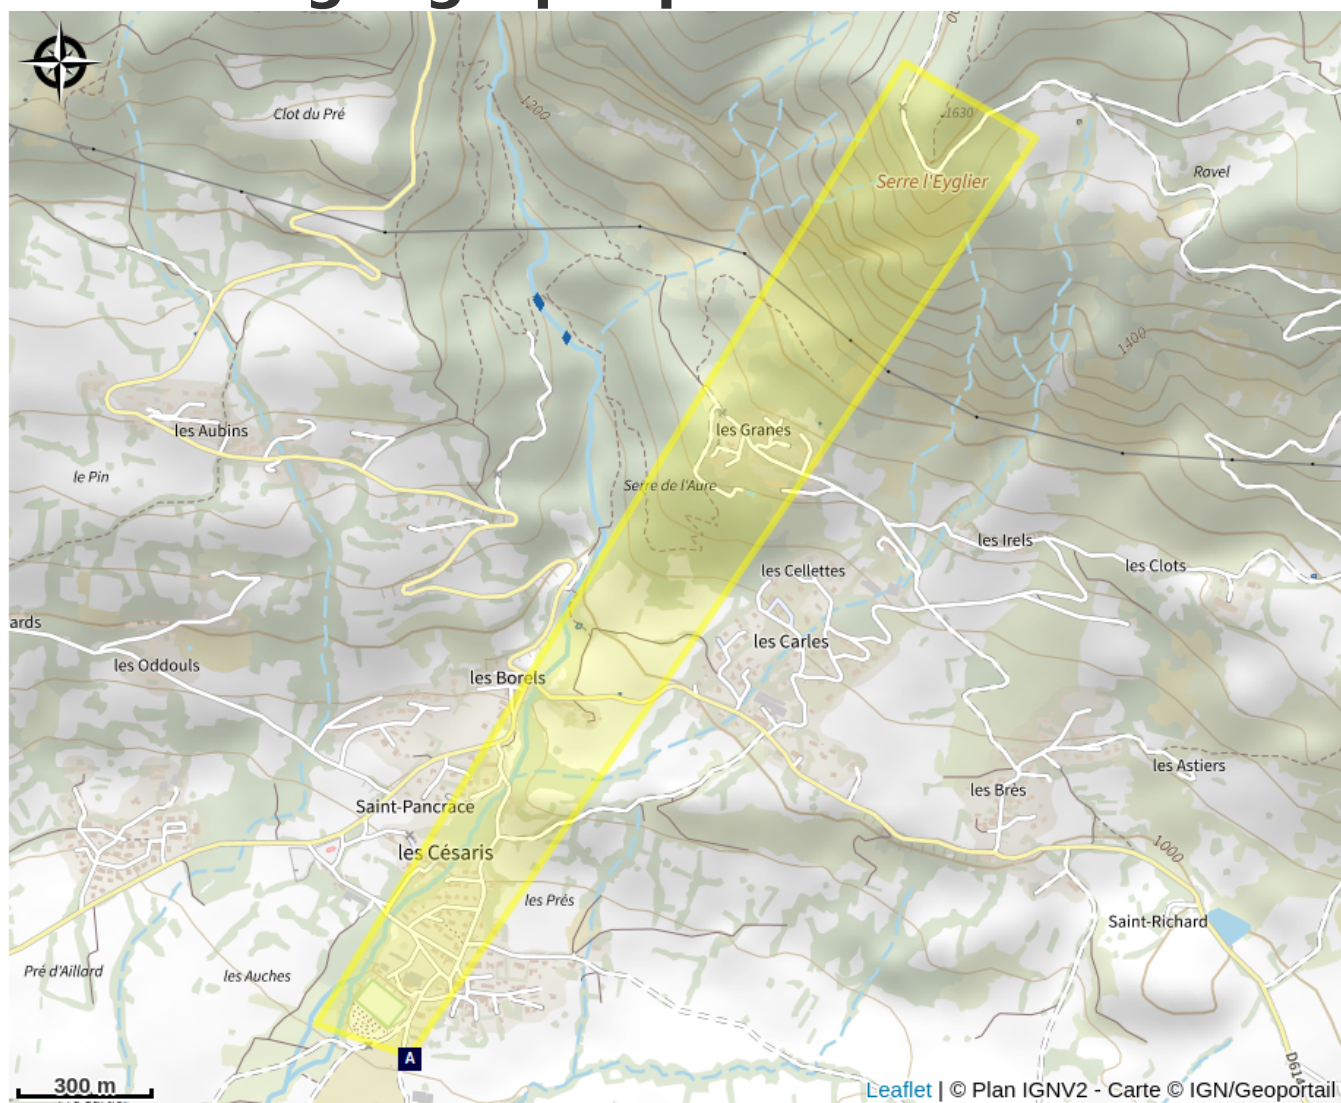 Clot du Pré
1200
1630
Serre l'Eyglier
Ravel
1400
les Aubins
les Granes
le Pin
Serre de l'Aure
les Irels
les Cellettes
les Clots
ards
les Carles
les Oddouls
les Borels
les Astiers
les Brès
Saint-Pancrace
les Césaris
1000
les Prés
Saint-Richard
Pré d'Aillard
les Auches
A
D614
300 m
Leaflet | © Plan IGNV2 - Carte © IGN/Geoportail